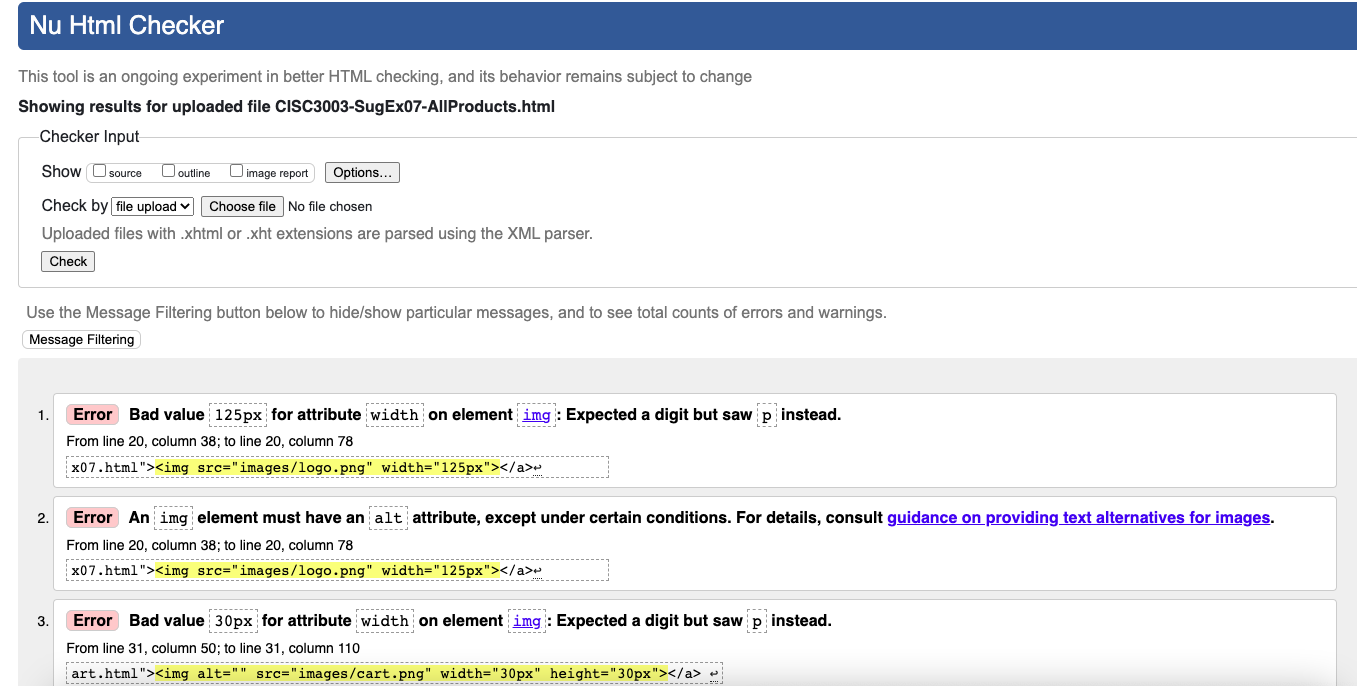 Nu Html Checker
This tool is an ongoing experiment in better HTML checking, and its behavior remains subject to change
Showing results for uploaded file CISC3003-SugEx07-AllProducts.html
Checker Input
Show source outline image report Options...
Check by file upload Choose file No file chosen
Uploaded files with .xhtml or .xht extensions are parsed using the XML parser.
Check
Use the Message Filtering button below to hide/show particular messages, and to see total counts of errors and warnings.
Message Filtering
1. Error Bad value 125px for attribute width on element img: Expected a digit but saw p instead.
From line 20, column 38; to line 20, column 78
x07.html"><img src="images/logo.png" width="125px"></a>↩
2. Error An img element must have an alt attribute, except under certain conditions. For details, consult guidance on providing text alternatives for images.
From line 20, column 38; to line 20, column 78
x07.html"><img src="images/logo.png" width="125px"></a>↩
3. Error Bad value 30px for attribute width on element img: Expected a digit but saw p instead.
From line 31, column 50; to line 31, column 110
art.html"><img alt="" src="images/cart.png" width="30px" height="30px"></a> ↩